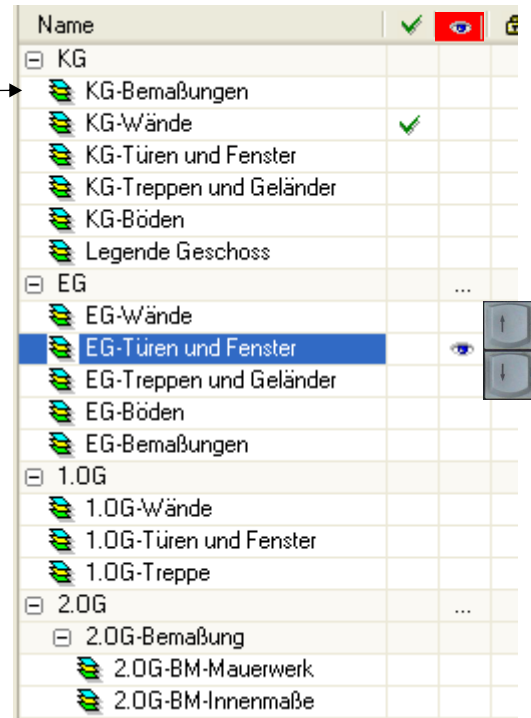 Name
KG
KG-Bemaßungen
KG-Wände
KG-Türen und Fenster
KG-Treppen und Geländer
KG-Böden
Legende Geschoss
EG
...
EG-Wände
EG-Türen und Fenster
EG-Treppen und Geländer
EG-Böden
EG-Bemaßungen
1.OG
1.OG-Wände
1.OG-Türen und Fenster
1.OG-Treppe
2.OG
...
2.OG-Bemaßung
2.OG-BM-Mauerwerk
2.OG-BM-Innenmaße